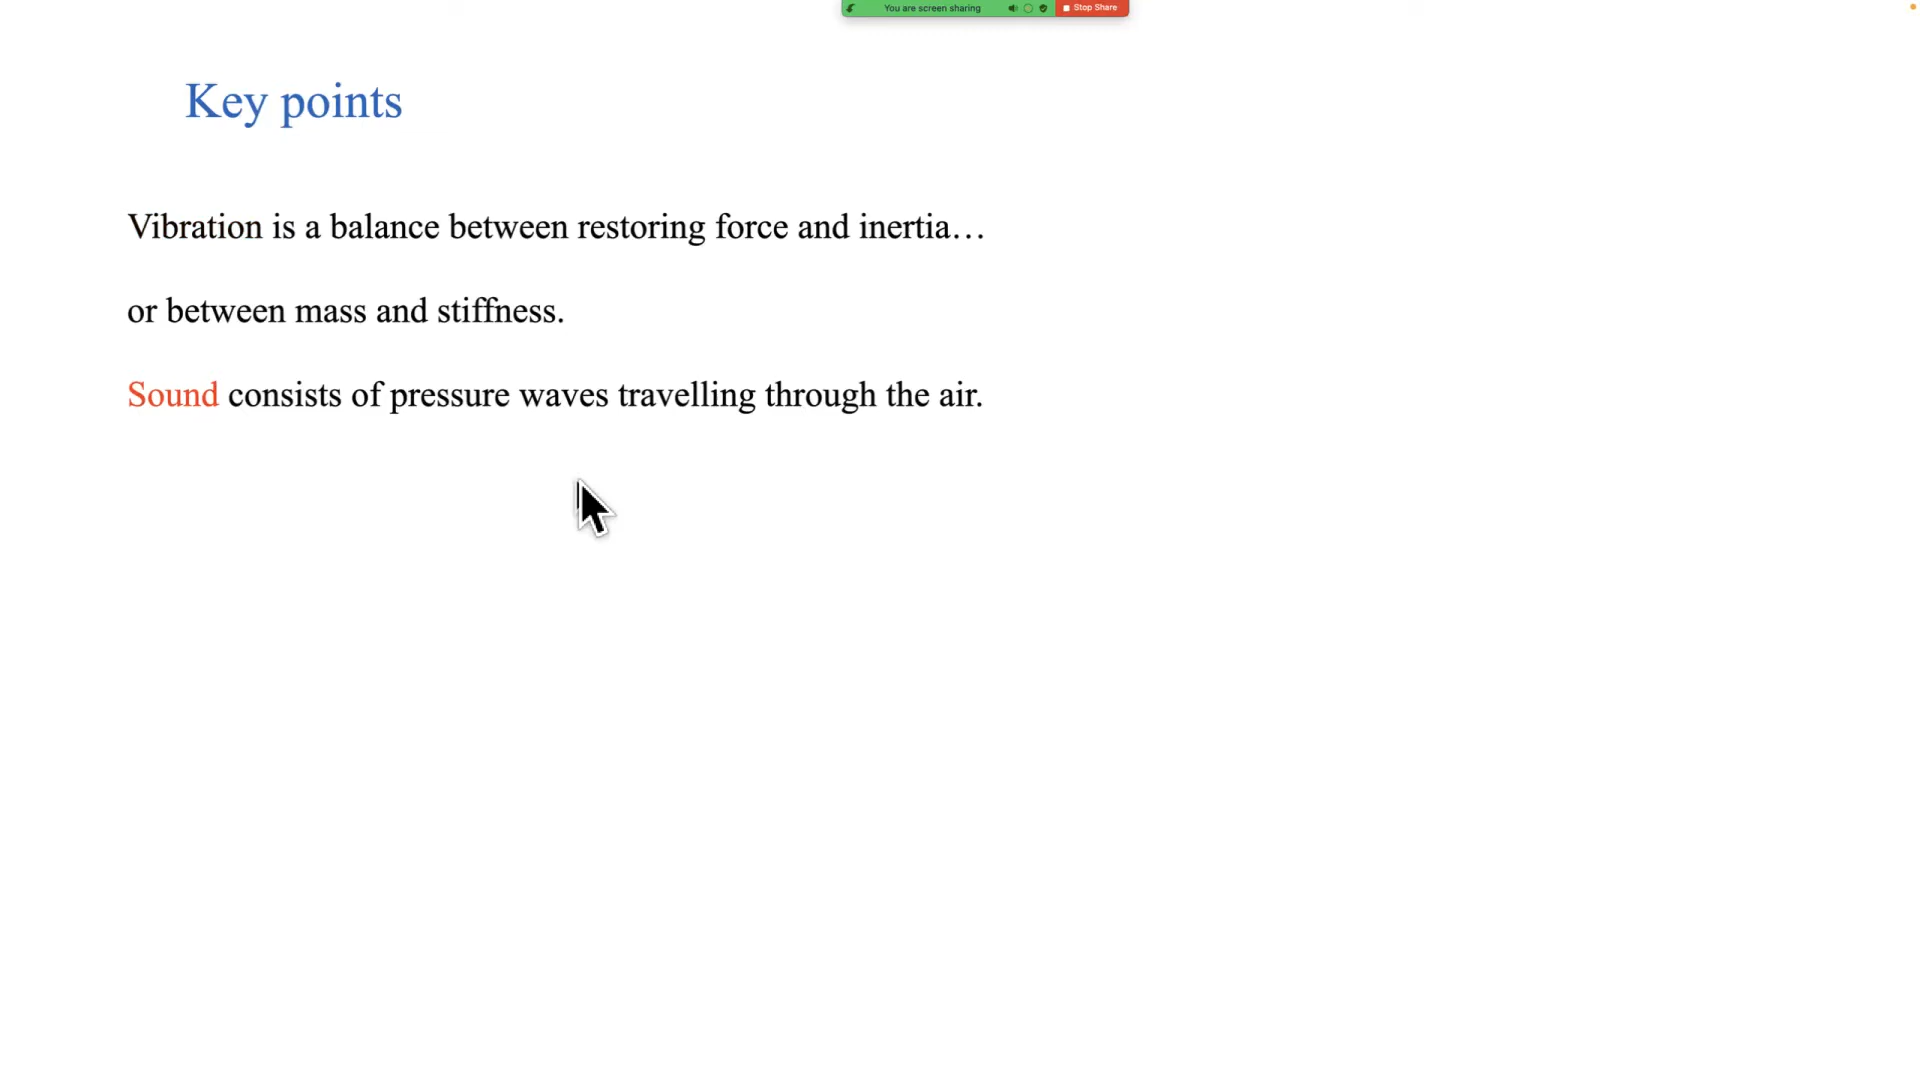 You are screen sharing
Stop Share
Key points
Vibration is a balance between restoring force and inertia…
or between mass and stiffness.
Sound consists of pressure waves travelling through the air.